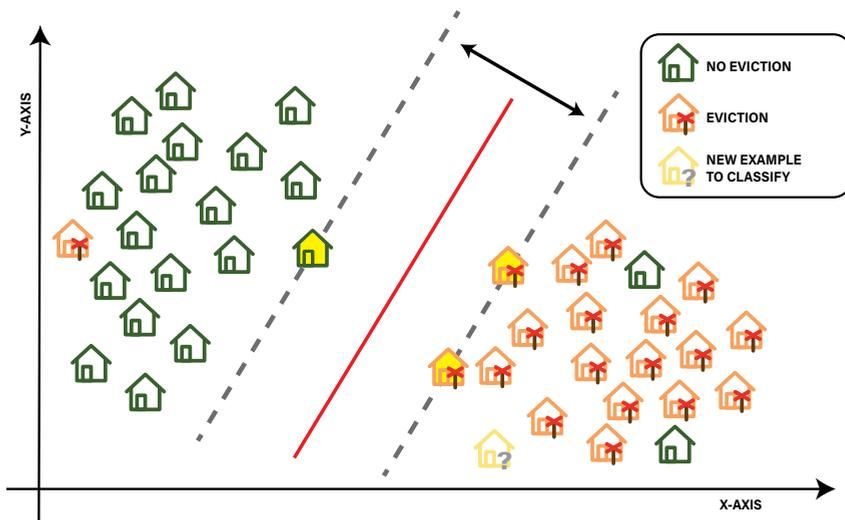 Y-AXIS
NO EVICTION
EVICTION
NEW EXAMPLE
TO CLASSIFY
?
?
X-AXIS